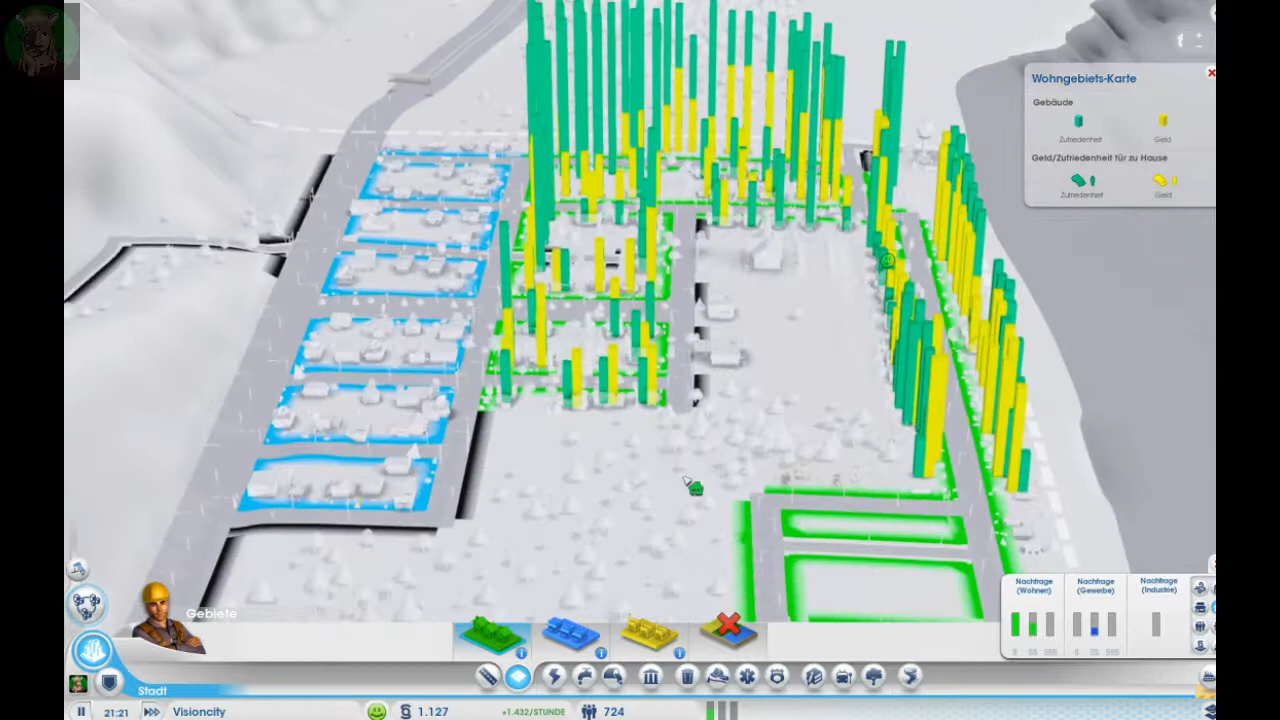 Wohngebiets-Karte
Gebäude
Zufriedenheit Geld
Geld/Zufriedenheit für zu Hause
Zufriedenheit Geld
Gebiete
Nachfrage (Wohnen)
Nachfrage (Gewerbe)
Nachfrage (Industrie)
$ $$ $$$ $ $$ $$$
Stadt
21:21 Visioncity 1.127 +1.432/STUNDE 724